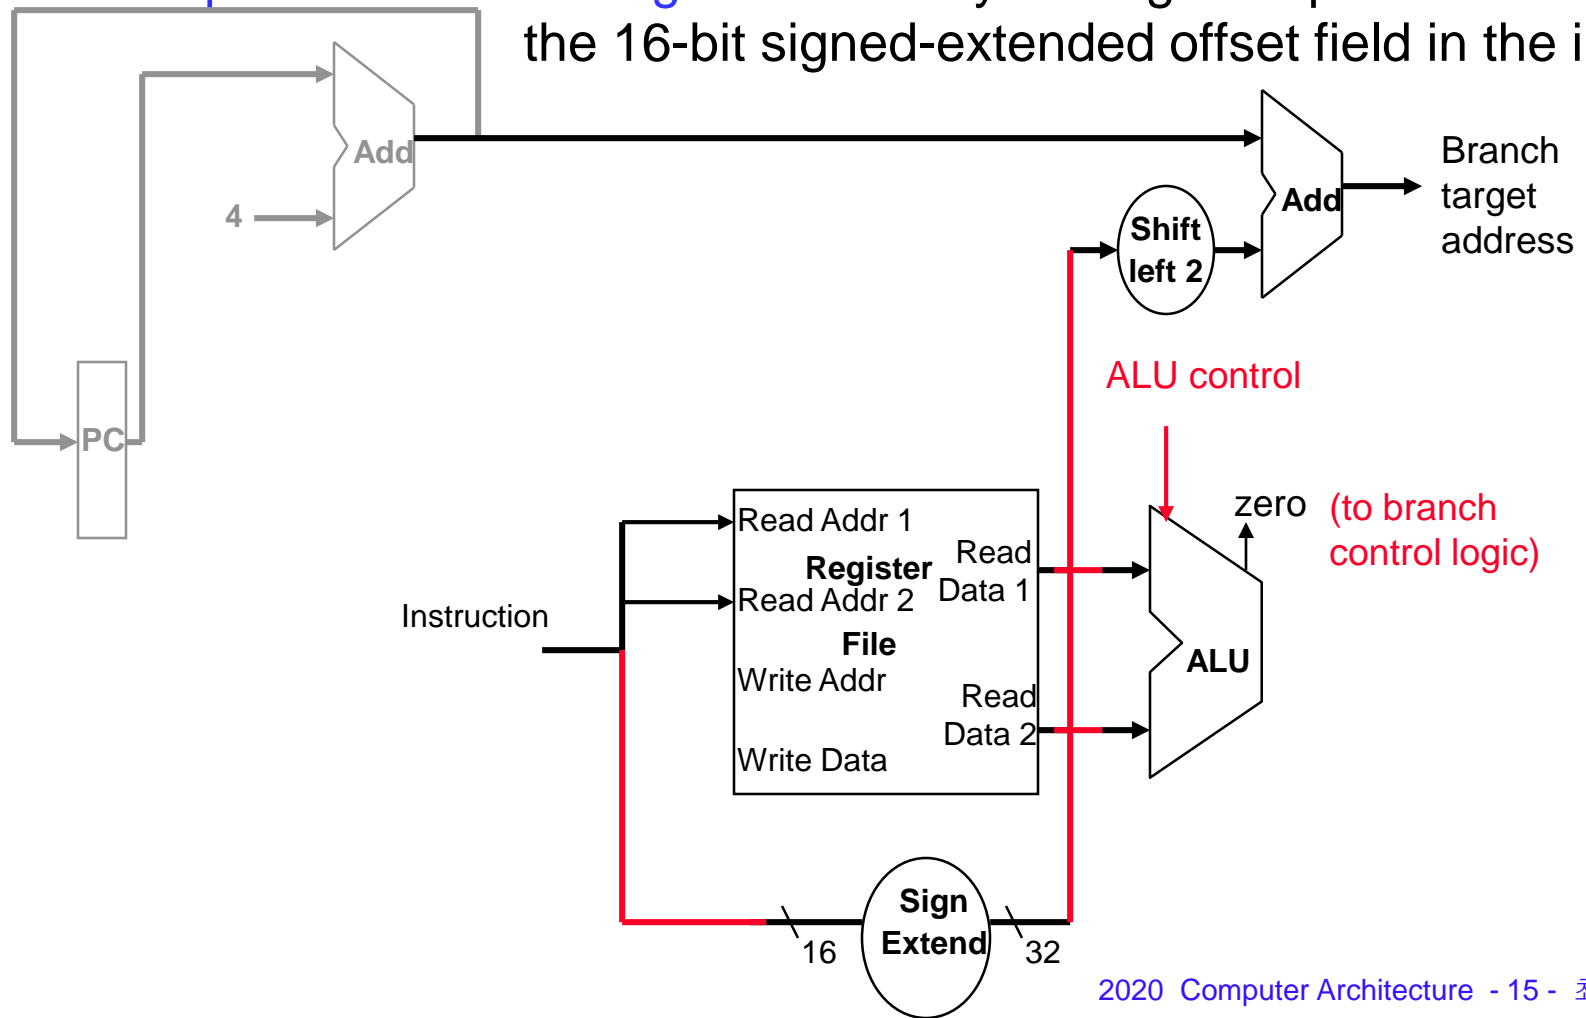 the 16-bit signed-extended offset field in the i
Add
4
PC
Shift
left 2
Add
Branch
target
address
ALU control
Instruction
Read Addr 1
Register
Read Addr 2
File
Write Addr
Write Data
Read
Data 1
Read
Data 2
zero
(to branch
control logic)
ALU
Sign
Extend
16
32
2020 Computer Architecture - 15 -